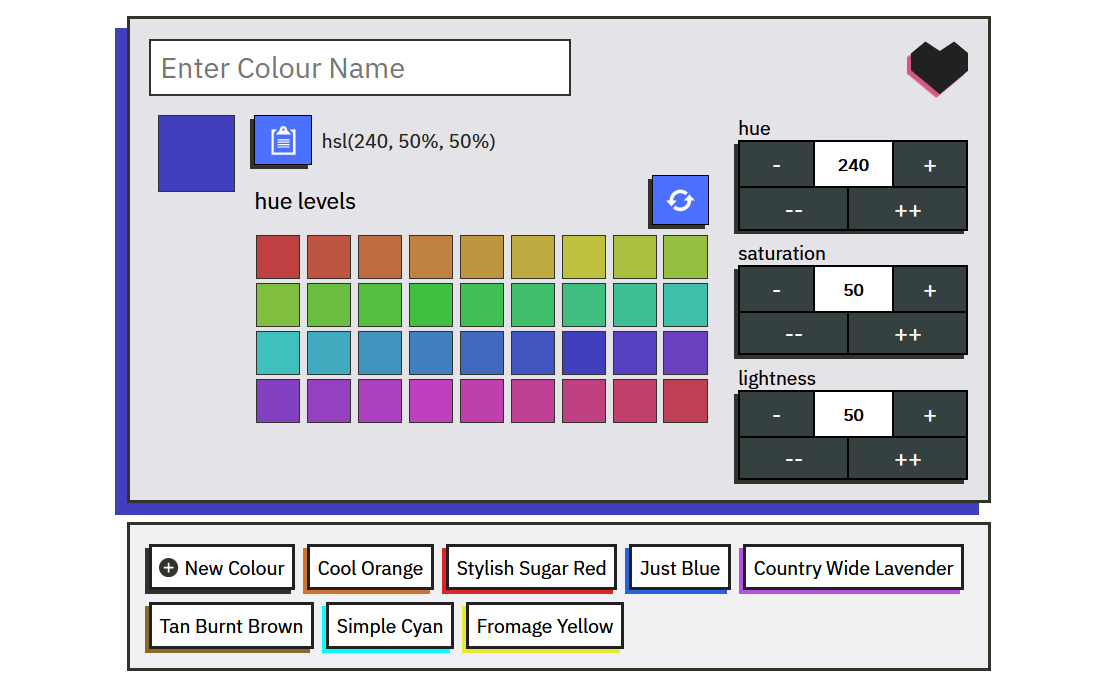 Enter Colour Name
hsl(240, 50%, 50%)
hue levels
hue
- 240 +
-- ++
saturation
- 50 +
-- ++
lightness
- 50 +
-- ++
+ New Colour
Cool Orange
Stylish Sugar Red
Just Blue
Country Wide Lavender
Tan Burnt Brown
Simple Cyan
Fromage Yellow